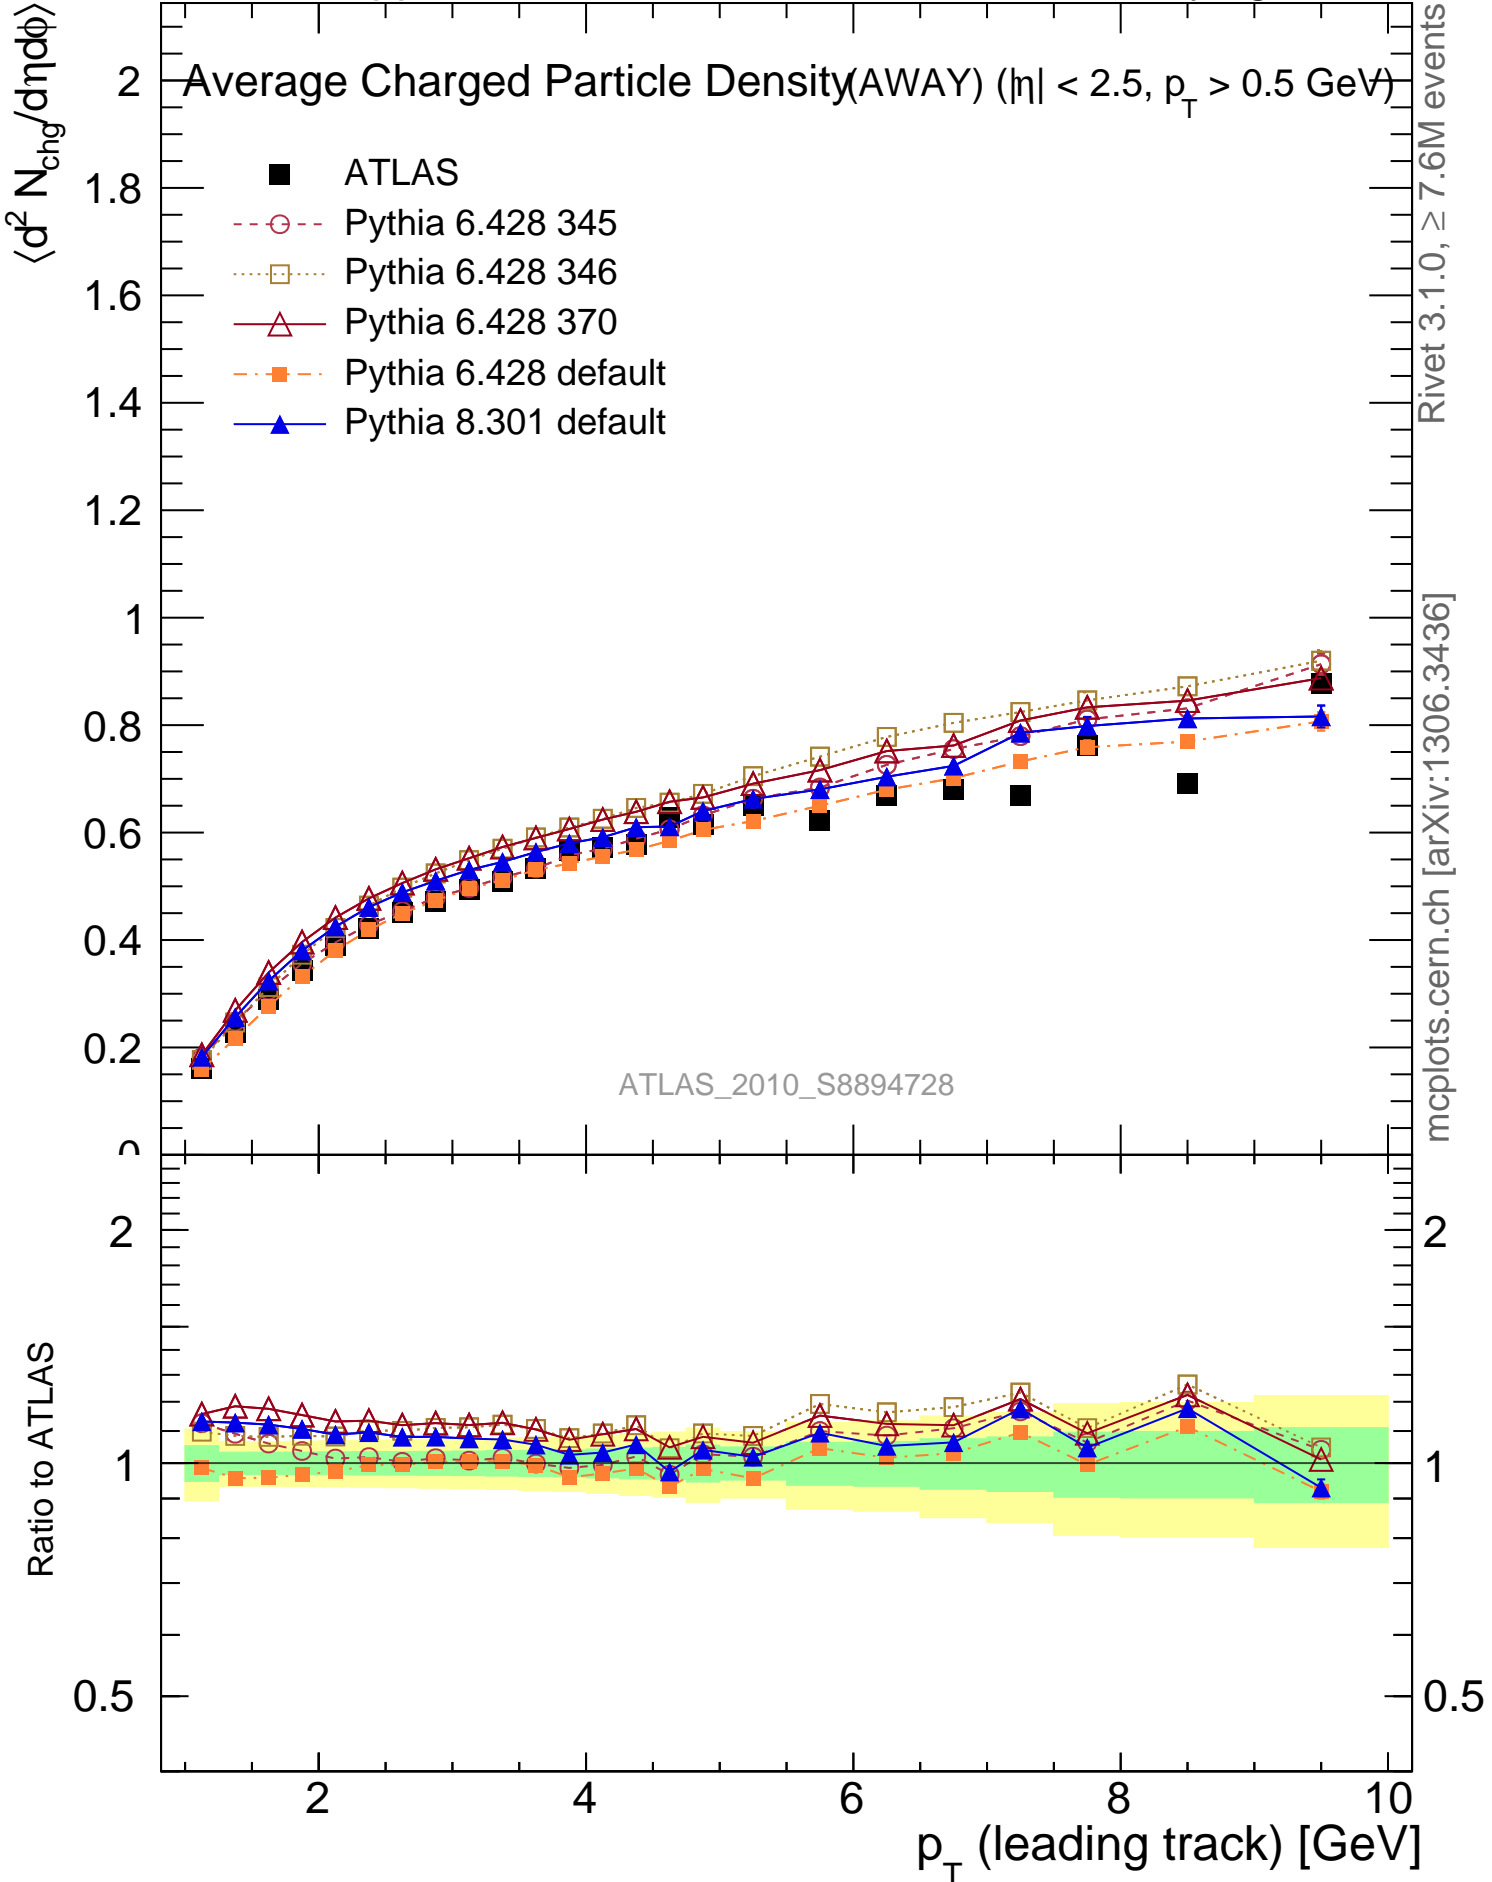 ⟨d² N_chg/dηdϕ⟩
Average Charged Particle Density (AWAY) (|η| < 2.5, p_T > 0.5 GeV)
ATLAS
Pythia 6.428 345
Pythia 6.428 346
Pythia 6.428 370
Pythia 6.428 default
Pythia 8.301 default
2
1.8
1.6
1.4
1.2
1
0.8
0.6
0.4
0.2
0
ATLAS_2010_S8894728
Rivet 3.1.0, ≥ 7.6M events
mcplots.cern.ch [arXiv:1306.3436]
Ratio to ATLAS
2
1
0.5
2
1
0.5
2
4
6
8
10
p_T (leading track) [GeV]